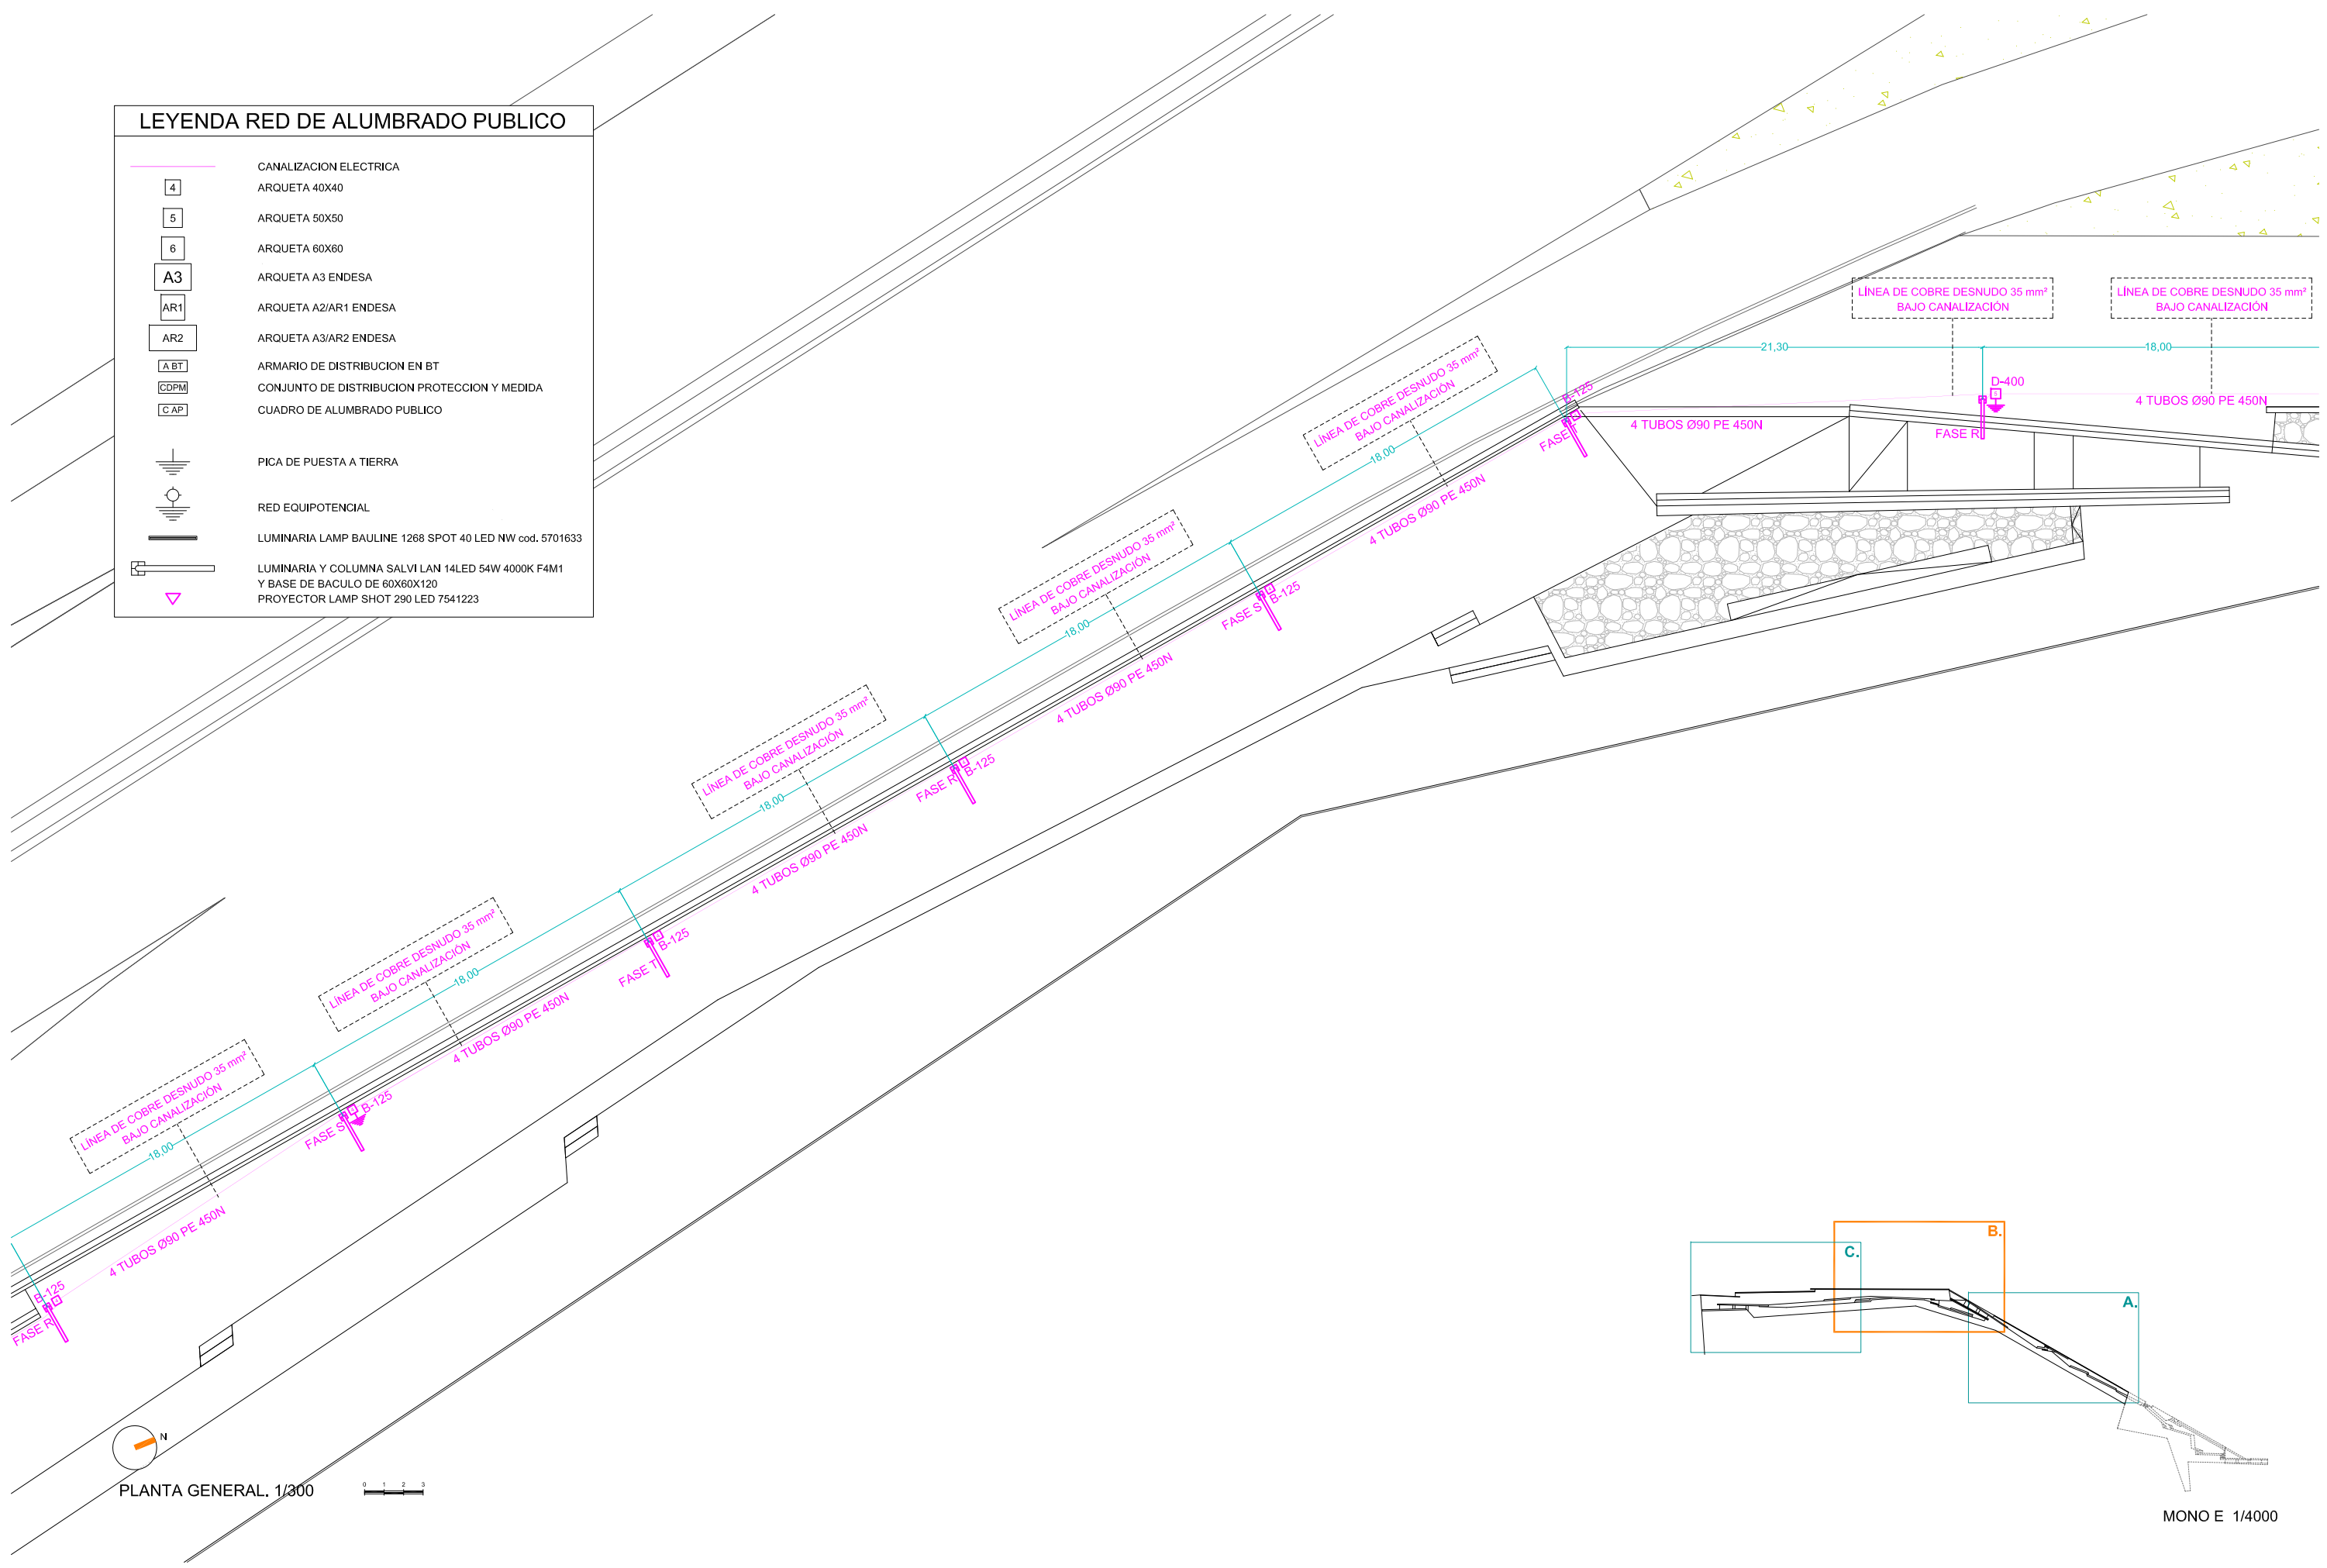 LEYENDA RED DE ALUMBRADO PUBLICO
CANALIZACION ELECTRICA
4
ARQUETA 40X40
5
ARQUETA 50X50
6
ARQUETA 60X60
A3
ARQUETA A3 ENDESA
AR1
ARQUETA A2/AR1 ENDESA
AR2
ARQUETA A3/AR2 ENDESA
A BT
ARMARIO DE DISTRIBUCION EN BT
CDPM
CONJUNTO DE DISTRIBUCION PROTECCION Y MEDIDA
C AP
CUADRO DE ALUMBRADO PUBLICO
PICA DE PUESTA A TIERRA
RED EQUIPOTENCIAL
LUMINARIA LAMP BAULINE 1268 SPOT 40 LED NW cod. 5701633
LUMINARIA Y COLUMNA SALVI LAN 14LED 54W 4000K F4M1
Y BASE DE BACULO DE 60X60X120
PROYECTOR LAMP SHOT 290 LED 7541223
LÍNEA DE COBRE DESNUDO 35 mm²
BAJO CANALIZACIÓN
LÍNEA DE COBRE DESNUDO 35 mm²
BAJO CANALIZACIÓN
21,30
18,00
D-400
4 TUBOS Ø90 PE 450N
4 TUBOS Ø90 PE 450N
FASE R
LÍNEA DE COBRE DESNUDO 35 mm²
BAJO CANALIZACIÓN
18,00
B-125
FASE T
4 TUBOS Ø90 PE 450N
LÍNEA DE COBRE DESNUDO 35 mm²
BAJO CANALIZACIÓN
18,00
B-125
FASE S
4 TUBOS Ø90 PE 450N
LÍNEA DE COBRE DESNUDO 35 mm²
BAJO CANALIZACIÓN
18,00
B-125
FASE R
4 TUBOS Ø90 PE 450N
LÍNEA DE COBRE DESNUDO 35 mm²
BAJO CANALIZACIÓN
18,00
B-125
FASE T
4 TUBOS Ø90 PE 450N
LÍNEA DE COBRE DESNUDO 35 mm²
BAJO CANALIZACIÓN
18,00
B-125
FASE S
4 TUBOS Ø90 PE 450N
B-125
FASE R
N
PLANTA GENERAL. 1/300
0 1 2 3
B.
C.
A.
MONO E 1/4000